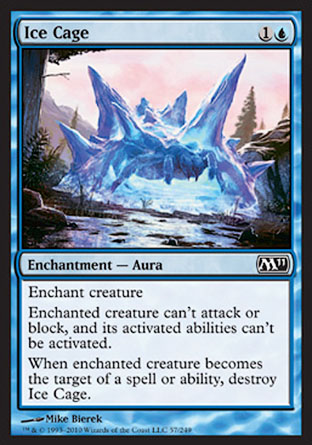 Ice Cage 1
Enchantment — Aura M11
Enchant creature
Enchanted creature can't attack or
block, and its activated abilities can't
be activated.
When enchanted creature becomes
the target of a spell or ability, destroy
Ice Cage.
Mike Bierek
™ & © 1993–2010 Wizards of the Coast LLC 57/249